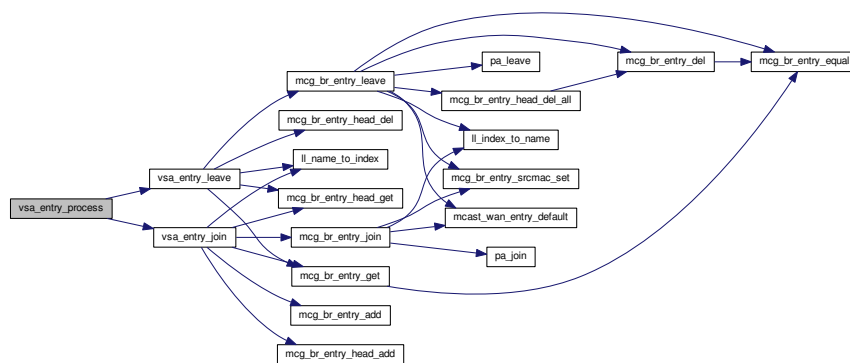 vsa_entry_process
vsa_entry_leave
vsa_entry_join
mcg_br_entry_leave
mcg_br_entry_head_del
ll_name_to_index
mcg_br_entry_head_get
mcg_br_entry_join
mcg_br_entry_get
mcg_br_entry_add
mcg_br_entry_head_add
pa_leave
mcg_br_entry_head_del_all
ll_index_to_name
mcg_br_entry_srcmac_set
mcast_wan_entry_default
pa_join
mcg_br_entry_del
mcg_br_entry_equal